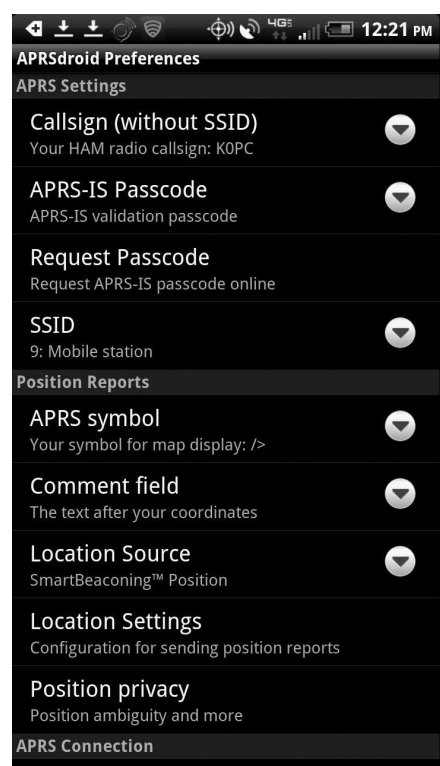 4G
12:21 PM
APRSdroid Preferences
APRS Settings
Callsign (without SSID)
Your HAM radio callsign: K0PC
APRS-IS Passcode
APRS-IS validation passcode
Request Passcode
Request APRS-IS passcode online
SSID
9: Mobile station
Position Reports
APRS symbol
Your symbol for map display: />
Comment field
The text after your coordinates
Location Source
SmartBeaconing™ Position
Location Settings
Configuration for sending position reports
Position privacy
Position ambiguity and more
APRS Connection